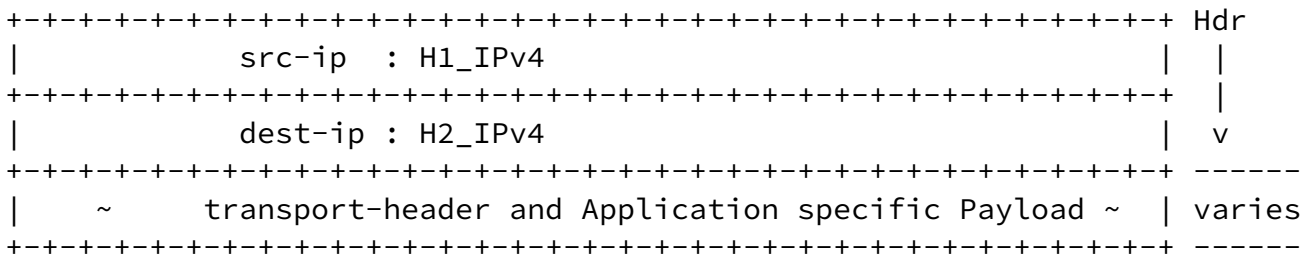 +-+-+-+-+-+-+-+-+-+-+-+-+-+-+-+-+-+-+-+-+-+-+-+-+-+-+-+-+-+-+-+-+ Hdr
|             src-ip  : H1_IPv4                                  |  |
+-+-+-+-+-+-+-+-+-+-+-+-+-+-+-+-+-+-+-+-+-+-+-+-+-+-+-+-+-+-+-+-+  |
|             dest-ip : H2_IPv4                                  |  v
+-+-+-+-+-+-+-+-+-+-+-+-+-+-+-+-+-+-+-+-+-+-+-+-+-+-+-+-+-+-+-+-+ ------
|    ~     transport-header and Application specific Payload ~  | varies
+-+-+-+-+-+-+-+-+-+-+-+-+-+-+-+-+-+-+-+-+-+-+-+-+-+-+-+-+-+-+-+-+ ------